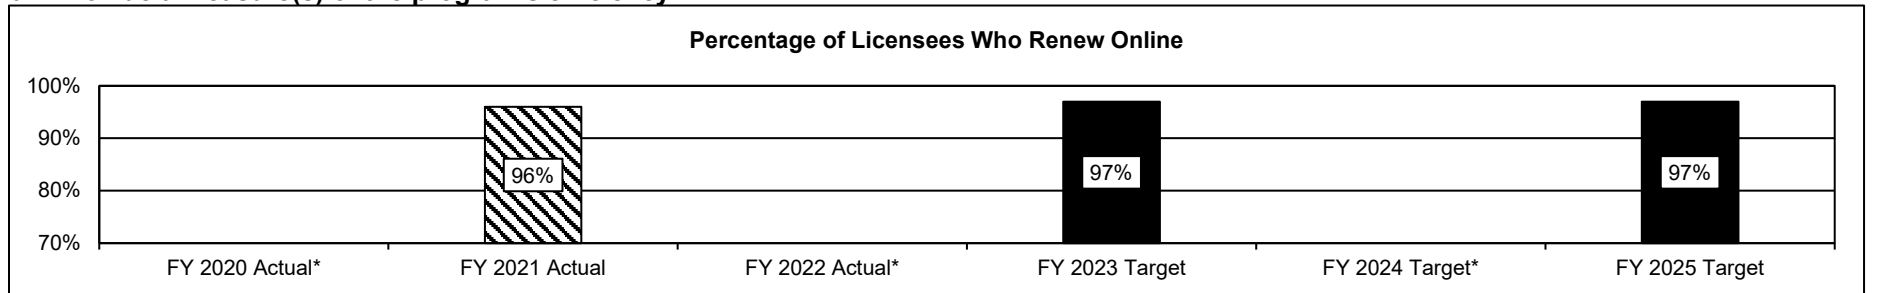 Percentage of Licensees Who Renew Online
100%
90%
80%
70%
96%
97%
97%
FY 2020 Actual*
FY 2021 Actual
FY 2022 Actual*
FY 2023 Target
FY 2024 Target*
FY 2025 Target